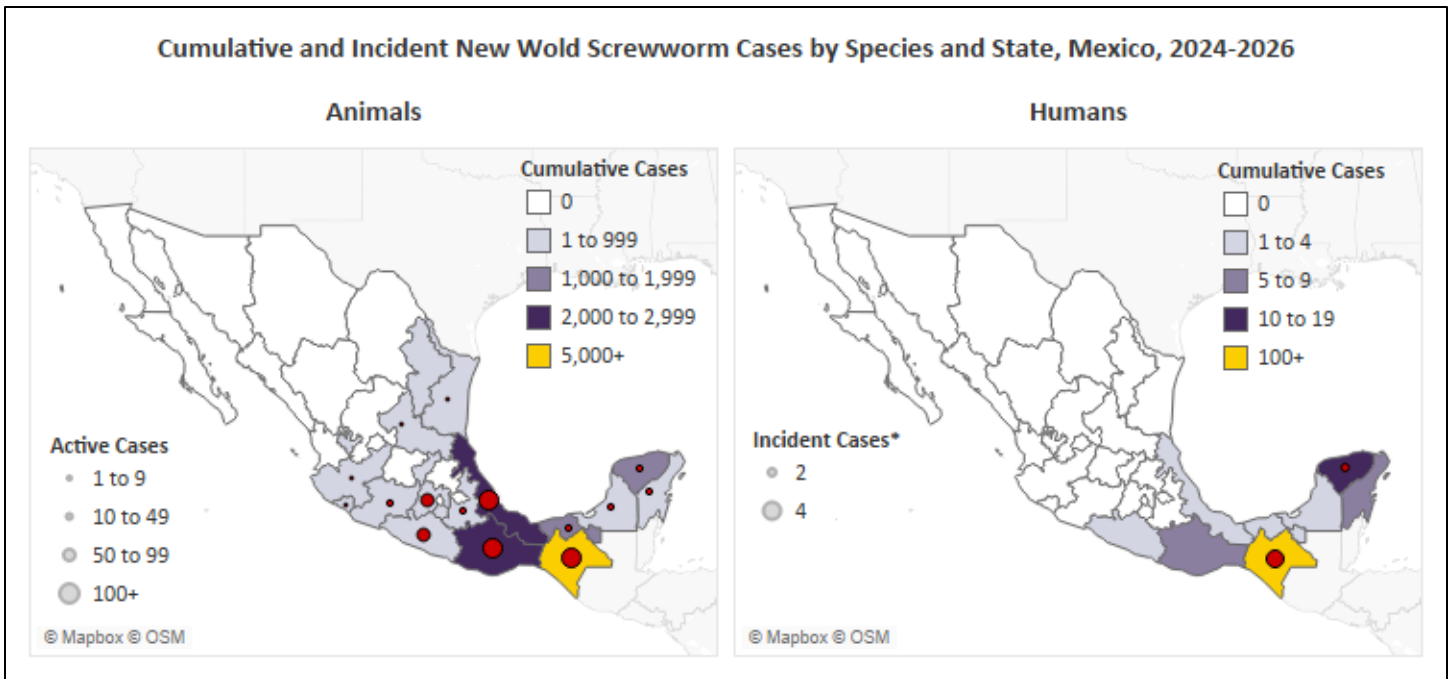 Cumulative and Incident New Wold Screwworm Cases by Species and State, Mexico, 2024-2026
Animals
Cumulative Cases
0
1 to 999
1,000 to 1,999
2,000 to 2,999
5,000+
Active Cases
1 to 9
10 to 49
50 to 99
100+
© Mapbox © OSM
Humans
Cumulative Cases
0
1 to 4
5 to 9
10 to 19
100+
Incident Cases*
2
4
© Mapbox © OSM